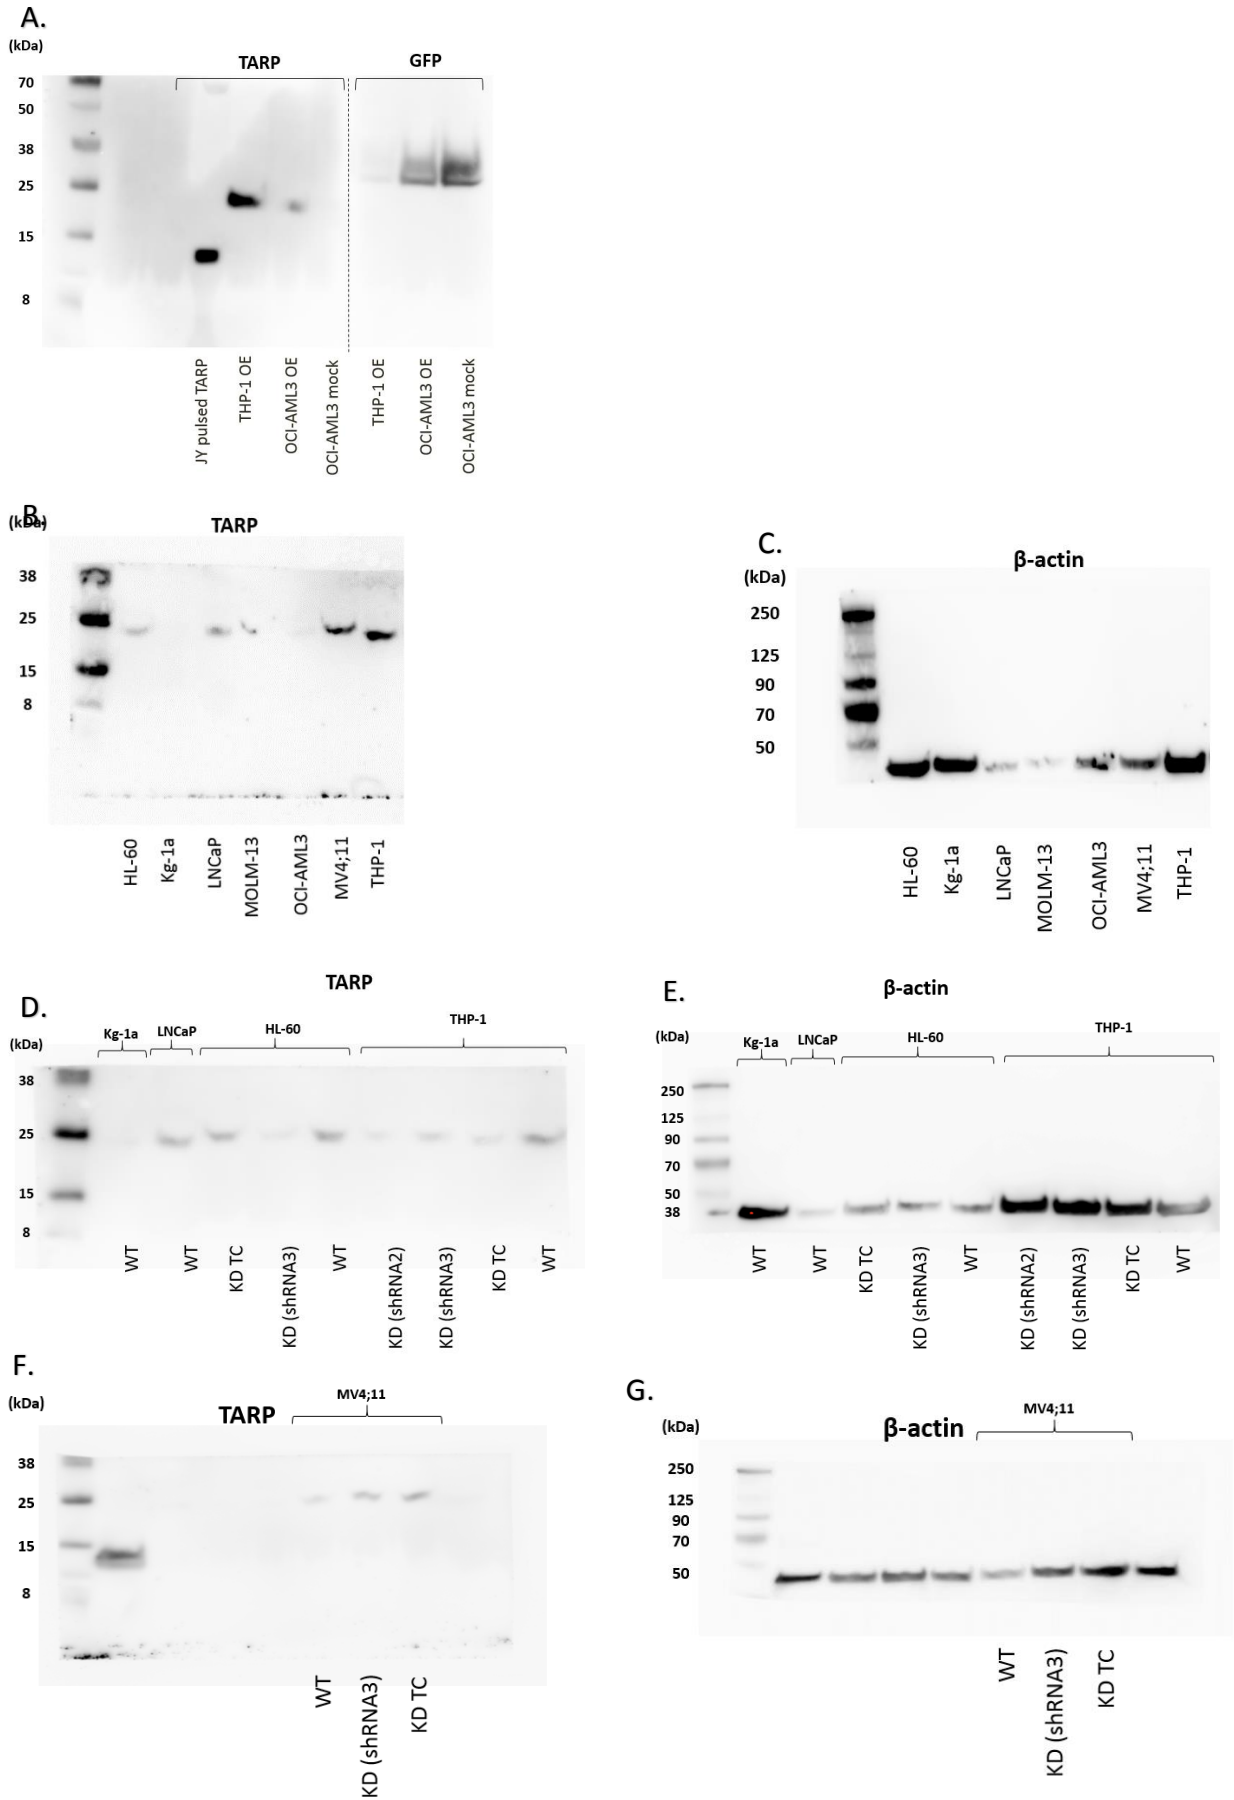 A.
(kDa)
TARP GFP
70
50
38
25
15
8
JY pulsed TARP
THP-1 OE
OCI-AML3 OE
OCI-AML3 mock
THP-1 OE
OCI-AML3 OE
OCI-AML3 mock
B.
(kDa)
TARP
38
25
15
8
HL-60
Kg-1a
LNCaP
MOLM-13
OCI-AML3
MV4;11
THP-1
C.
β-actin
(kDa)
250
125
90
70
50
HL-60
Kg-1a
LNCaP
MOLM-13
OCI-AML3
MV4;11
THP-1
TARP
D.
Kg-1a LNCaP HL-60 THP-1
(kDa)
38
25
15
8
WT
WT
KD TC
KD (shRNA3)
WT
KD (shRNA2)
KD (shRNA3)
KD TC
WT
β-actin
E.
(kDa)
Kg-1a LNCaP HL-60 THP-1
250
125
90
70
50
38
WT
WT
KD TC
KD (shRNA3)
WT
KD (shRNA2)
KD (shRNA3)
KD TC
WT
F.
(kDa)
TARP
MV4;11
38
25
15
8
WT
KD (shRNA3)
KD TC
G.
(kDa)
β-actin
MV4;11
250
125
90
70
50
WT
KD (shRNA3)
KD TC